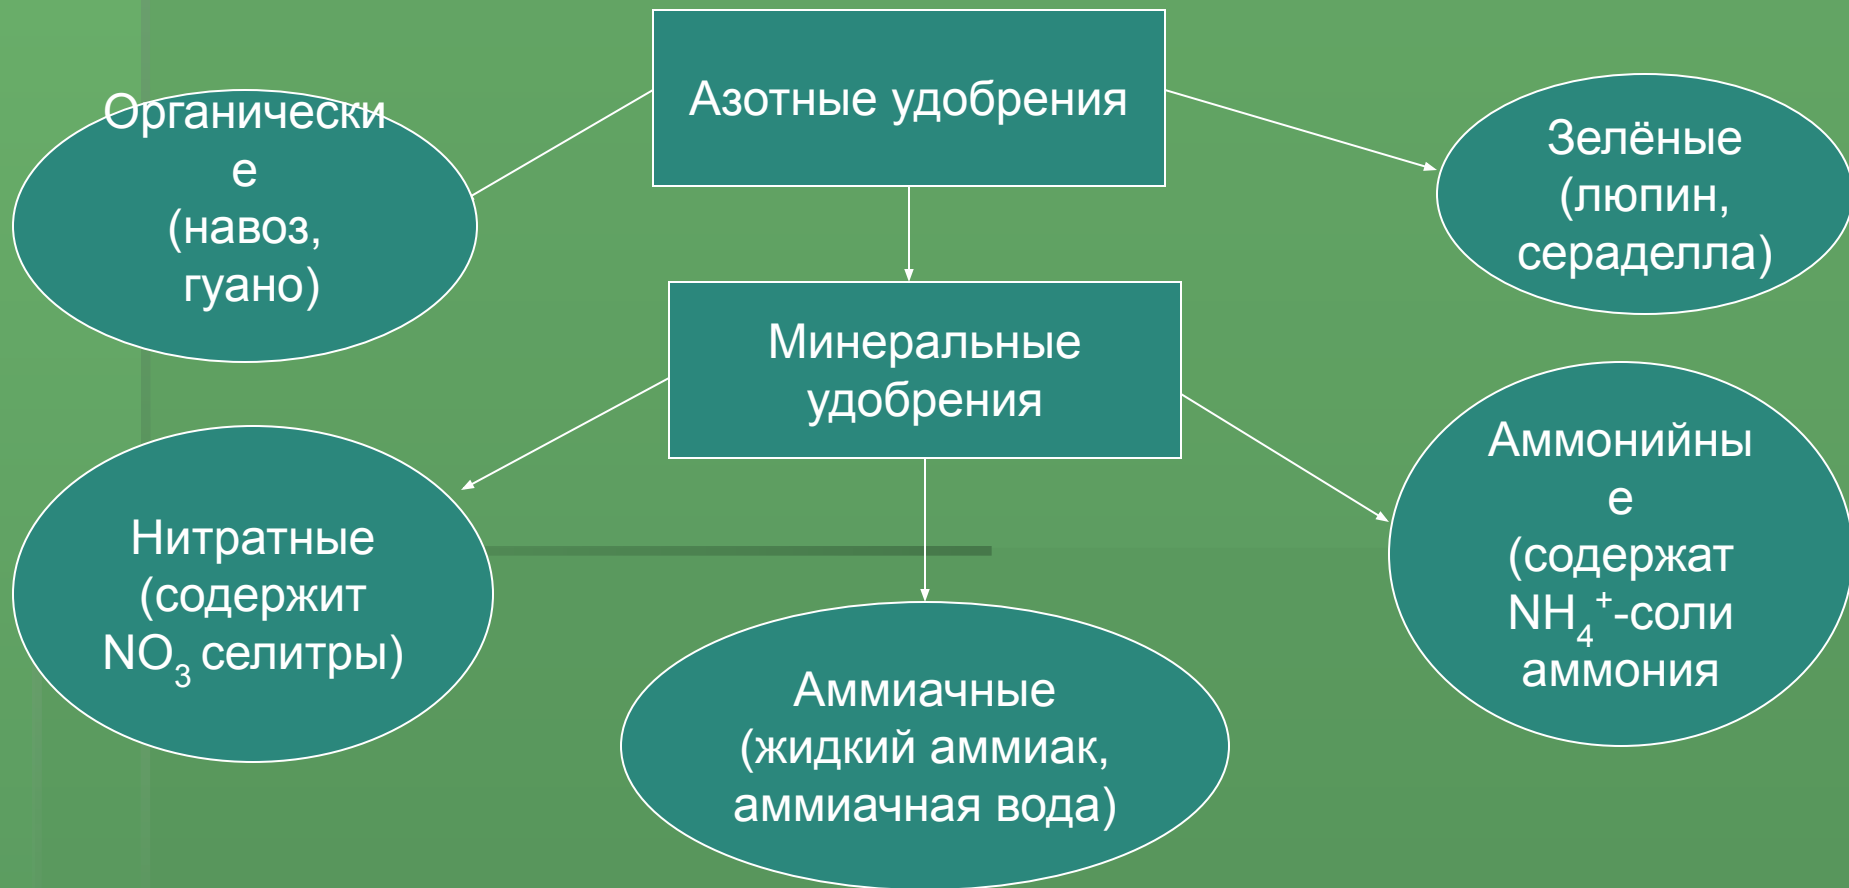 Азотные удобрения
Органически
е
(навоз,
гуано)
Зелёные
(люпин,
сераделла)
Минеральные
удобрения
Нитратные
(содержит
NO₃ селитры)
Аммонийны
е
(содержат
NH₄⁺-соли
аммония
Аммиачные
(жидкий аммиак,
аммиачная вода)